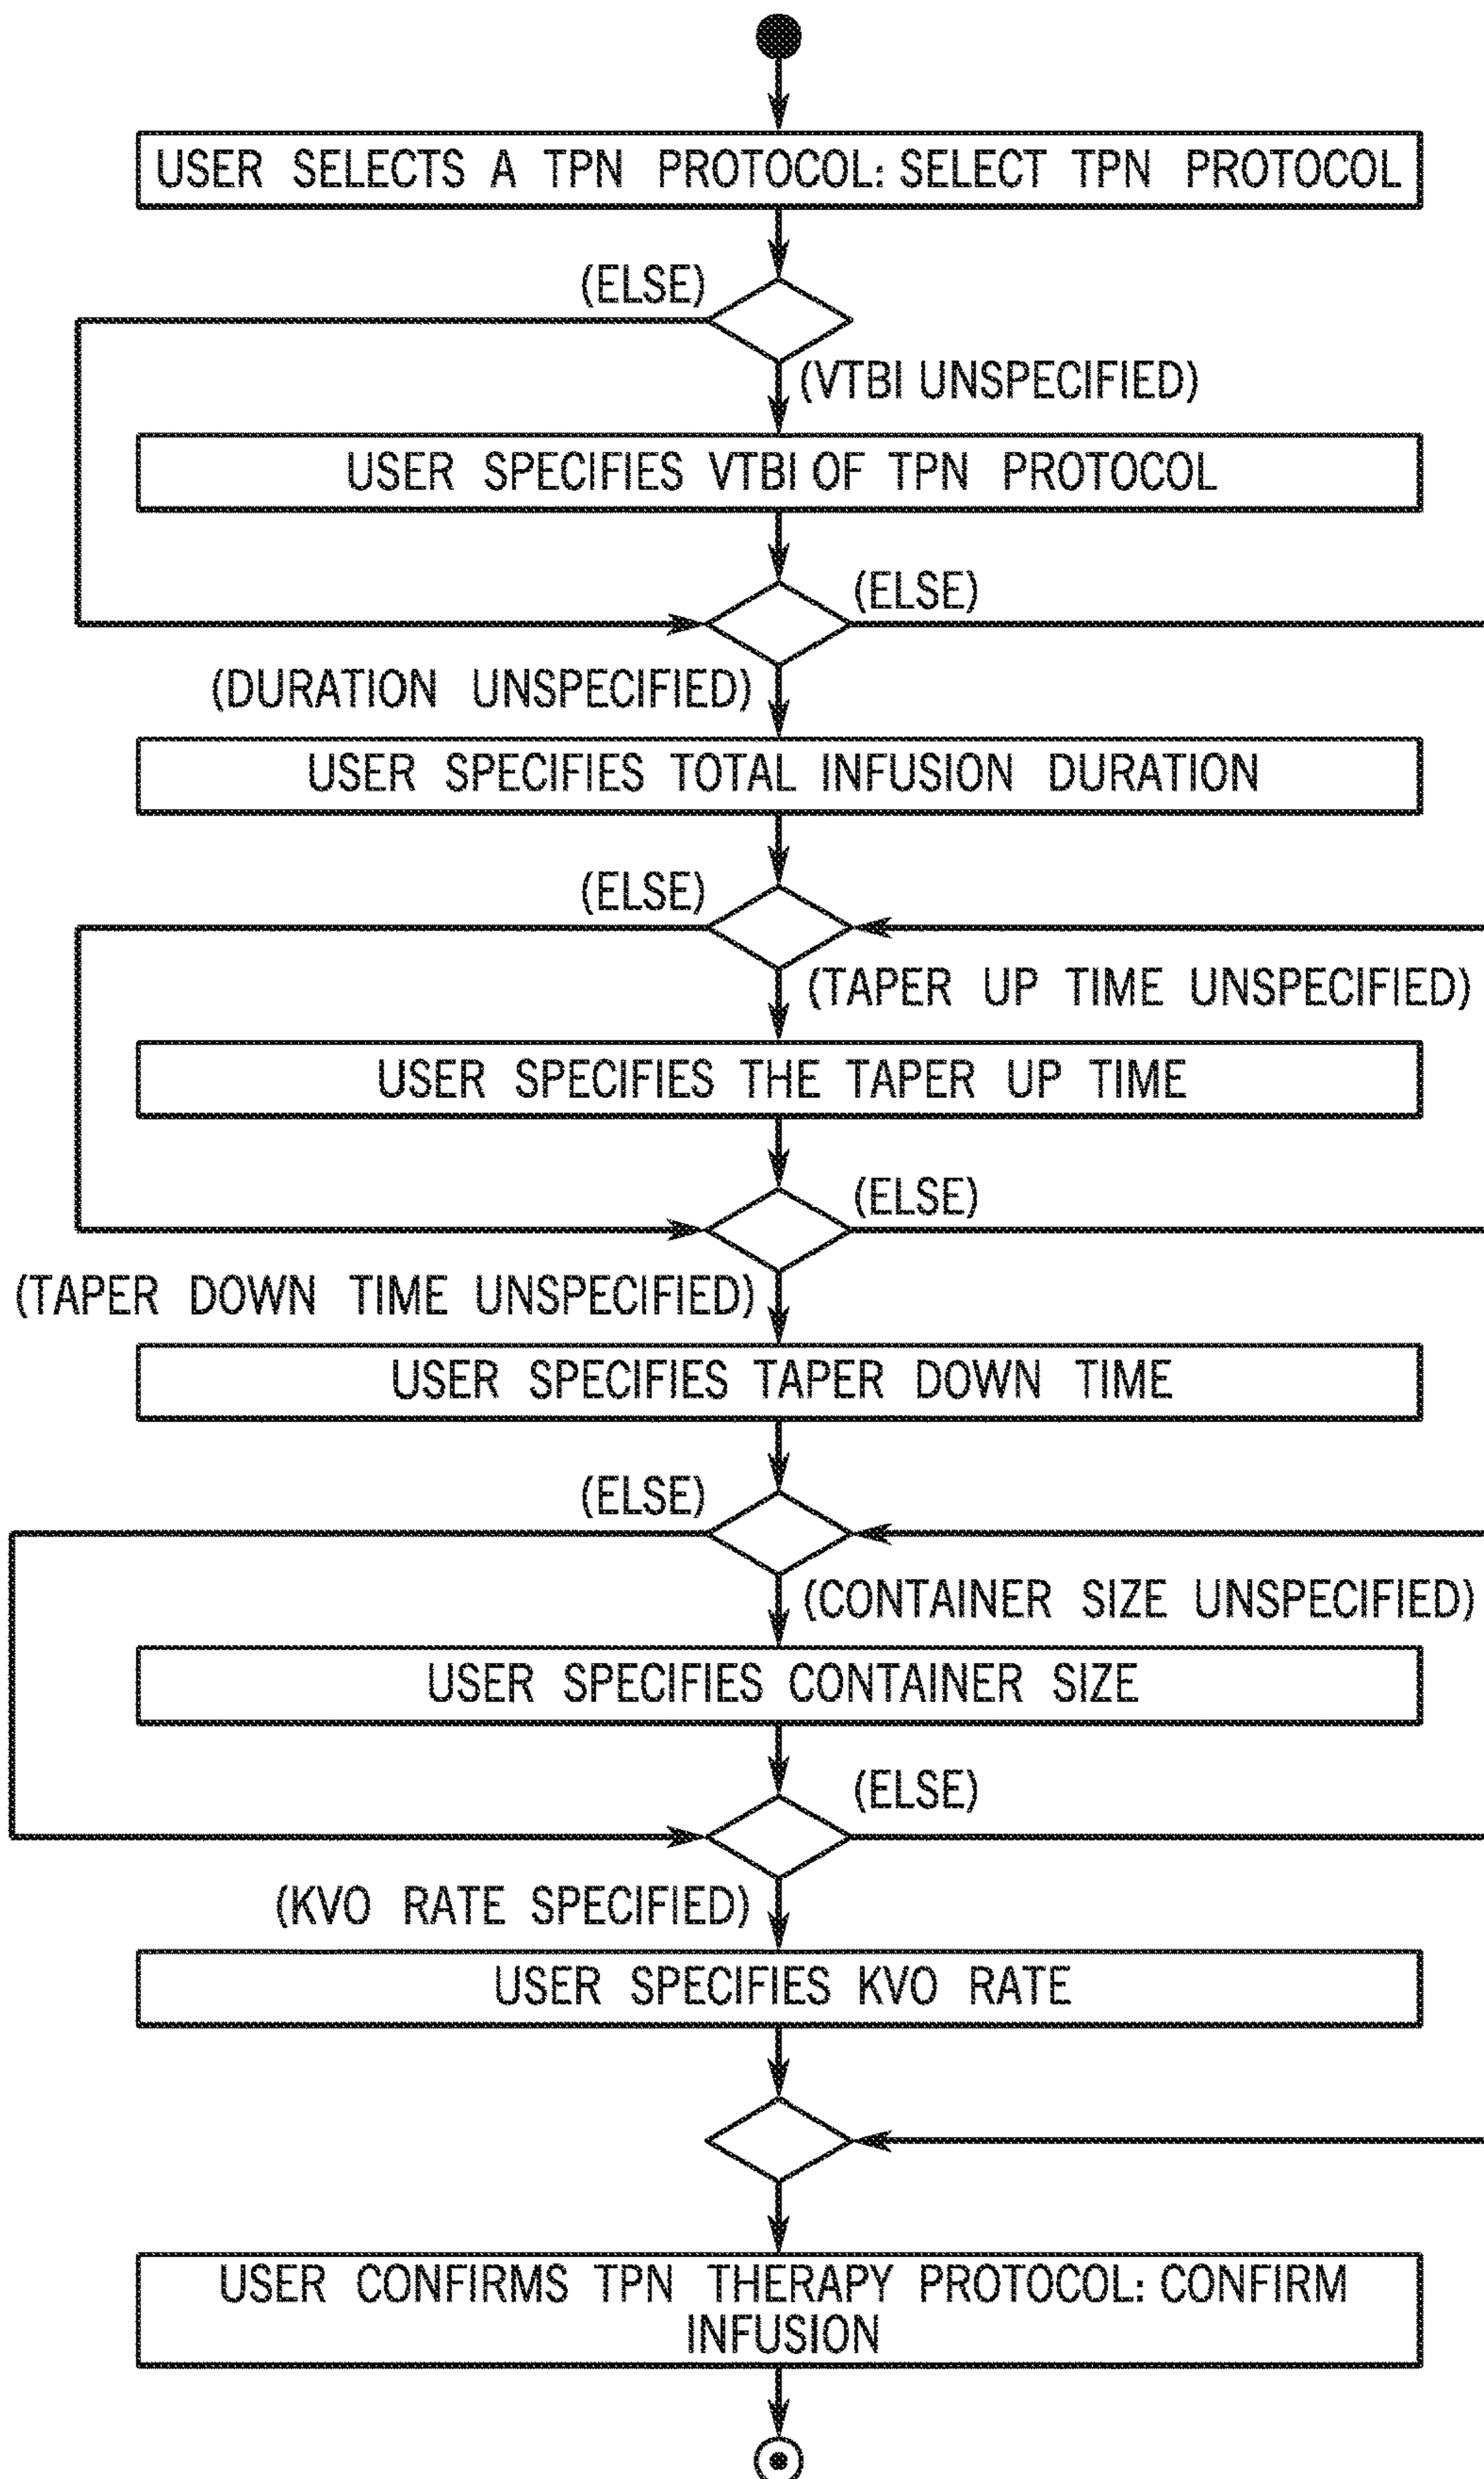 USER SELECTS A TPN PROTOCOL: SELECT TPN PROTOCOL
(ELSE)
(VTBI UNSPECIFIED)
USER SPECIFIES VTBI OF TPN PROTOCOL
(ELSE)
(DURATION UNSPECIFIED)
USER SPECIFIES TOTAL INFUSION DURATION
(ELSE)
(TAPER UP TIME UNSPECIFIED)
USER SPECIFIES THE TAPER UP TIME
(ELSE)
(TAPER DOWN TIME UNSPECIFIED)
USER SPECIFIES TAPER DOWN TIME
(ELSE)
(CONTAINER SIZE UNSPECIFIED)
USER SPECIFIES CONTAINER SIZE
(ELSE)
(KVO RATE SPECIFIED)
USER SPECIFIES KVO RATE
USER CONFIRMS TPN THERAPY PROTOCOL: CONFIRM
INFUSION